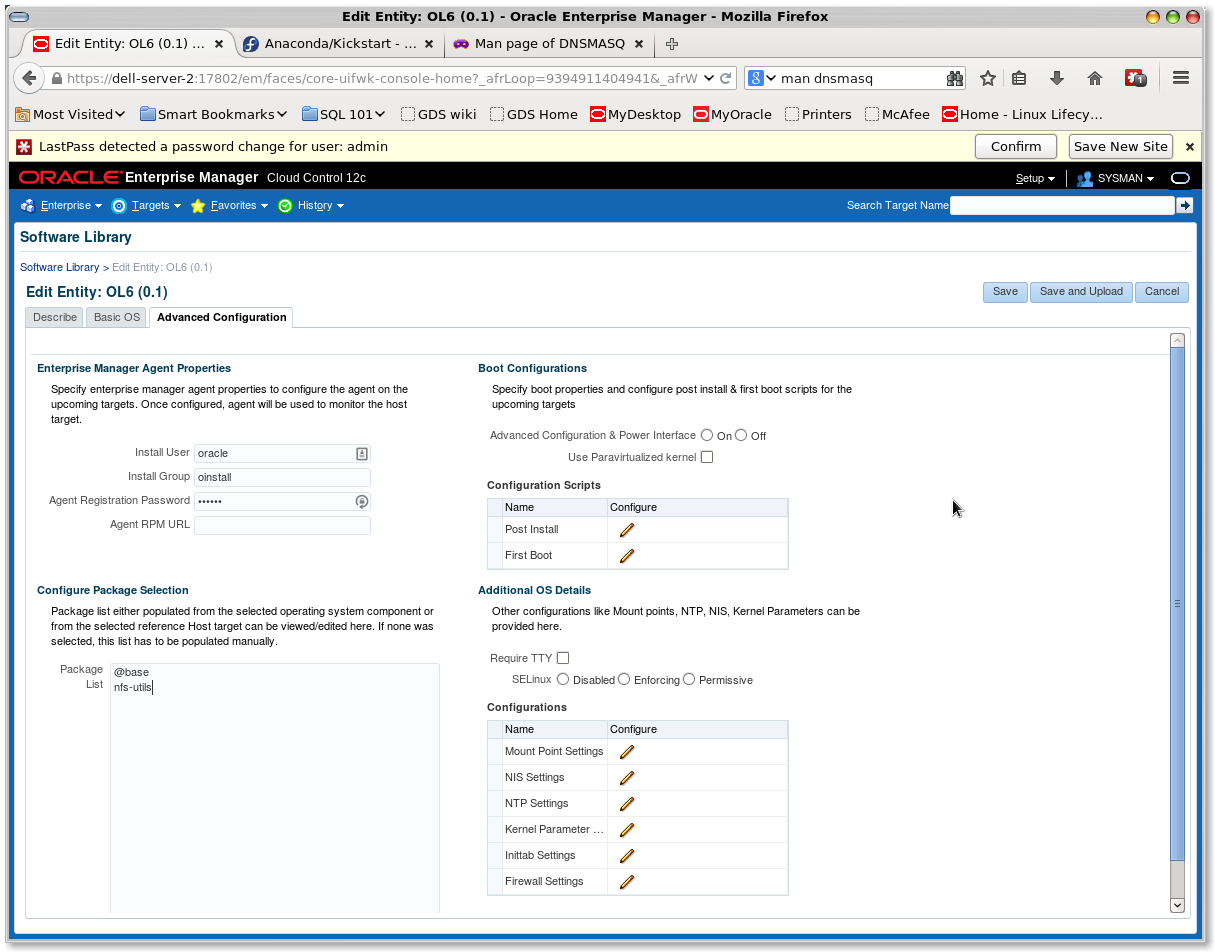 Edit Entity: OL6 (0.1) - Oracle Enterprise Manager - Mozilla Firefox
Edit Entity: OL6 (0.1) ... Anaconda/Kickstart - ... Man page of DNSMASQ
https://dell-server-2:17802/em/faces/core-uifwk-console-home?_afrLoop=9394911404941&_afrW 8 man dnsmasq 1
Most Visited Smart Bookmarks SQL 101 GDS wiki GDS Home MyDesktop MyOracle Printers McAfee Home - Linux Lifecy...
LastPass detected a password change for user: admin Confirm Save New Site
ORACLE Enterprise Manager Cloud Control 12c Setup SYSMAN
Enterprise Targets Favorites History Search Target Name
Software Library
Software Library > Edit Entity: OL6 (0.1)
Edit Entity: OL6 (0.1) Save Save and Upload Cancel
Describe Basic OS Advanced Configuration
Enterprise Manager Agent Properties
Specify enterprise manager agent properties to configure the agent on the
upcoming targets. Once configured, agent will be used to monitor the host
target.
Install User oracle
Install Group oinstall
Agent Registration Password ••••••
Agent RPM URL
Boot Configurations
Specify boot properties and configure post install & first boot scripts for the
upcoming targets
Advanced Configuration & Power Interface On Off
Use Paravirtualized kernel
Configuration Scripts
Name Configure
Post Install
First Boot
Configure Package Selection
Package list either populated from the selected operating system component or
from the selected reference Host target can be viewed/edited here. If none was
selected, this list has to be populated manually.
Package @base
List nfs-utils
Additional OS Details
Other configurations like Mount points, NTP, NIS, Kernel Parameters can be
provided here.
Require TTY
SELinux Disabled Enforcing Permissive
Configurations
Name Configure
Mount Point Settings
NIS Settings
NTP Settings
Kernel Parameter ...
Inittab Settings
Firewall Settings